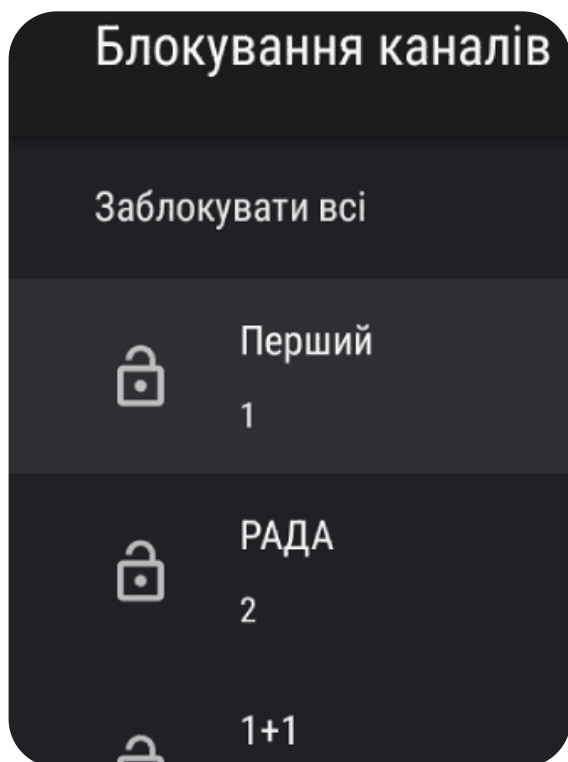 Блокування каналів
Заблокувати всі
Перший
1
РАДА
2
1+1